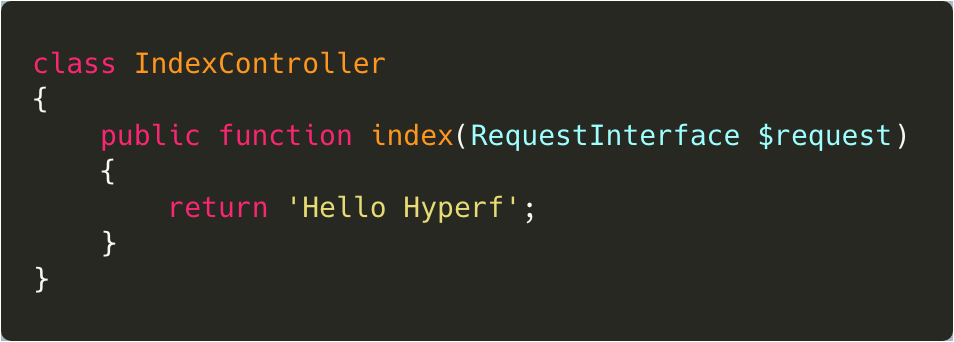 class IndexController
{
    public function index(RequestInterface $request)
    {
        return 'Hello Hyperf';
    }
}